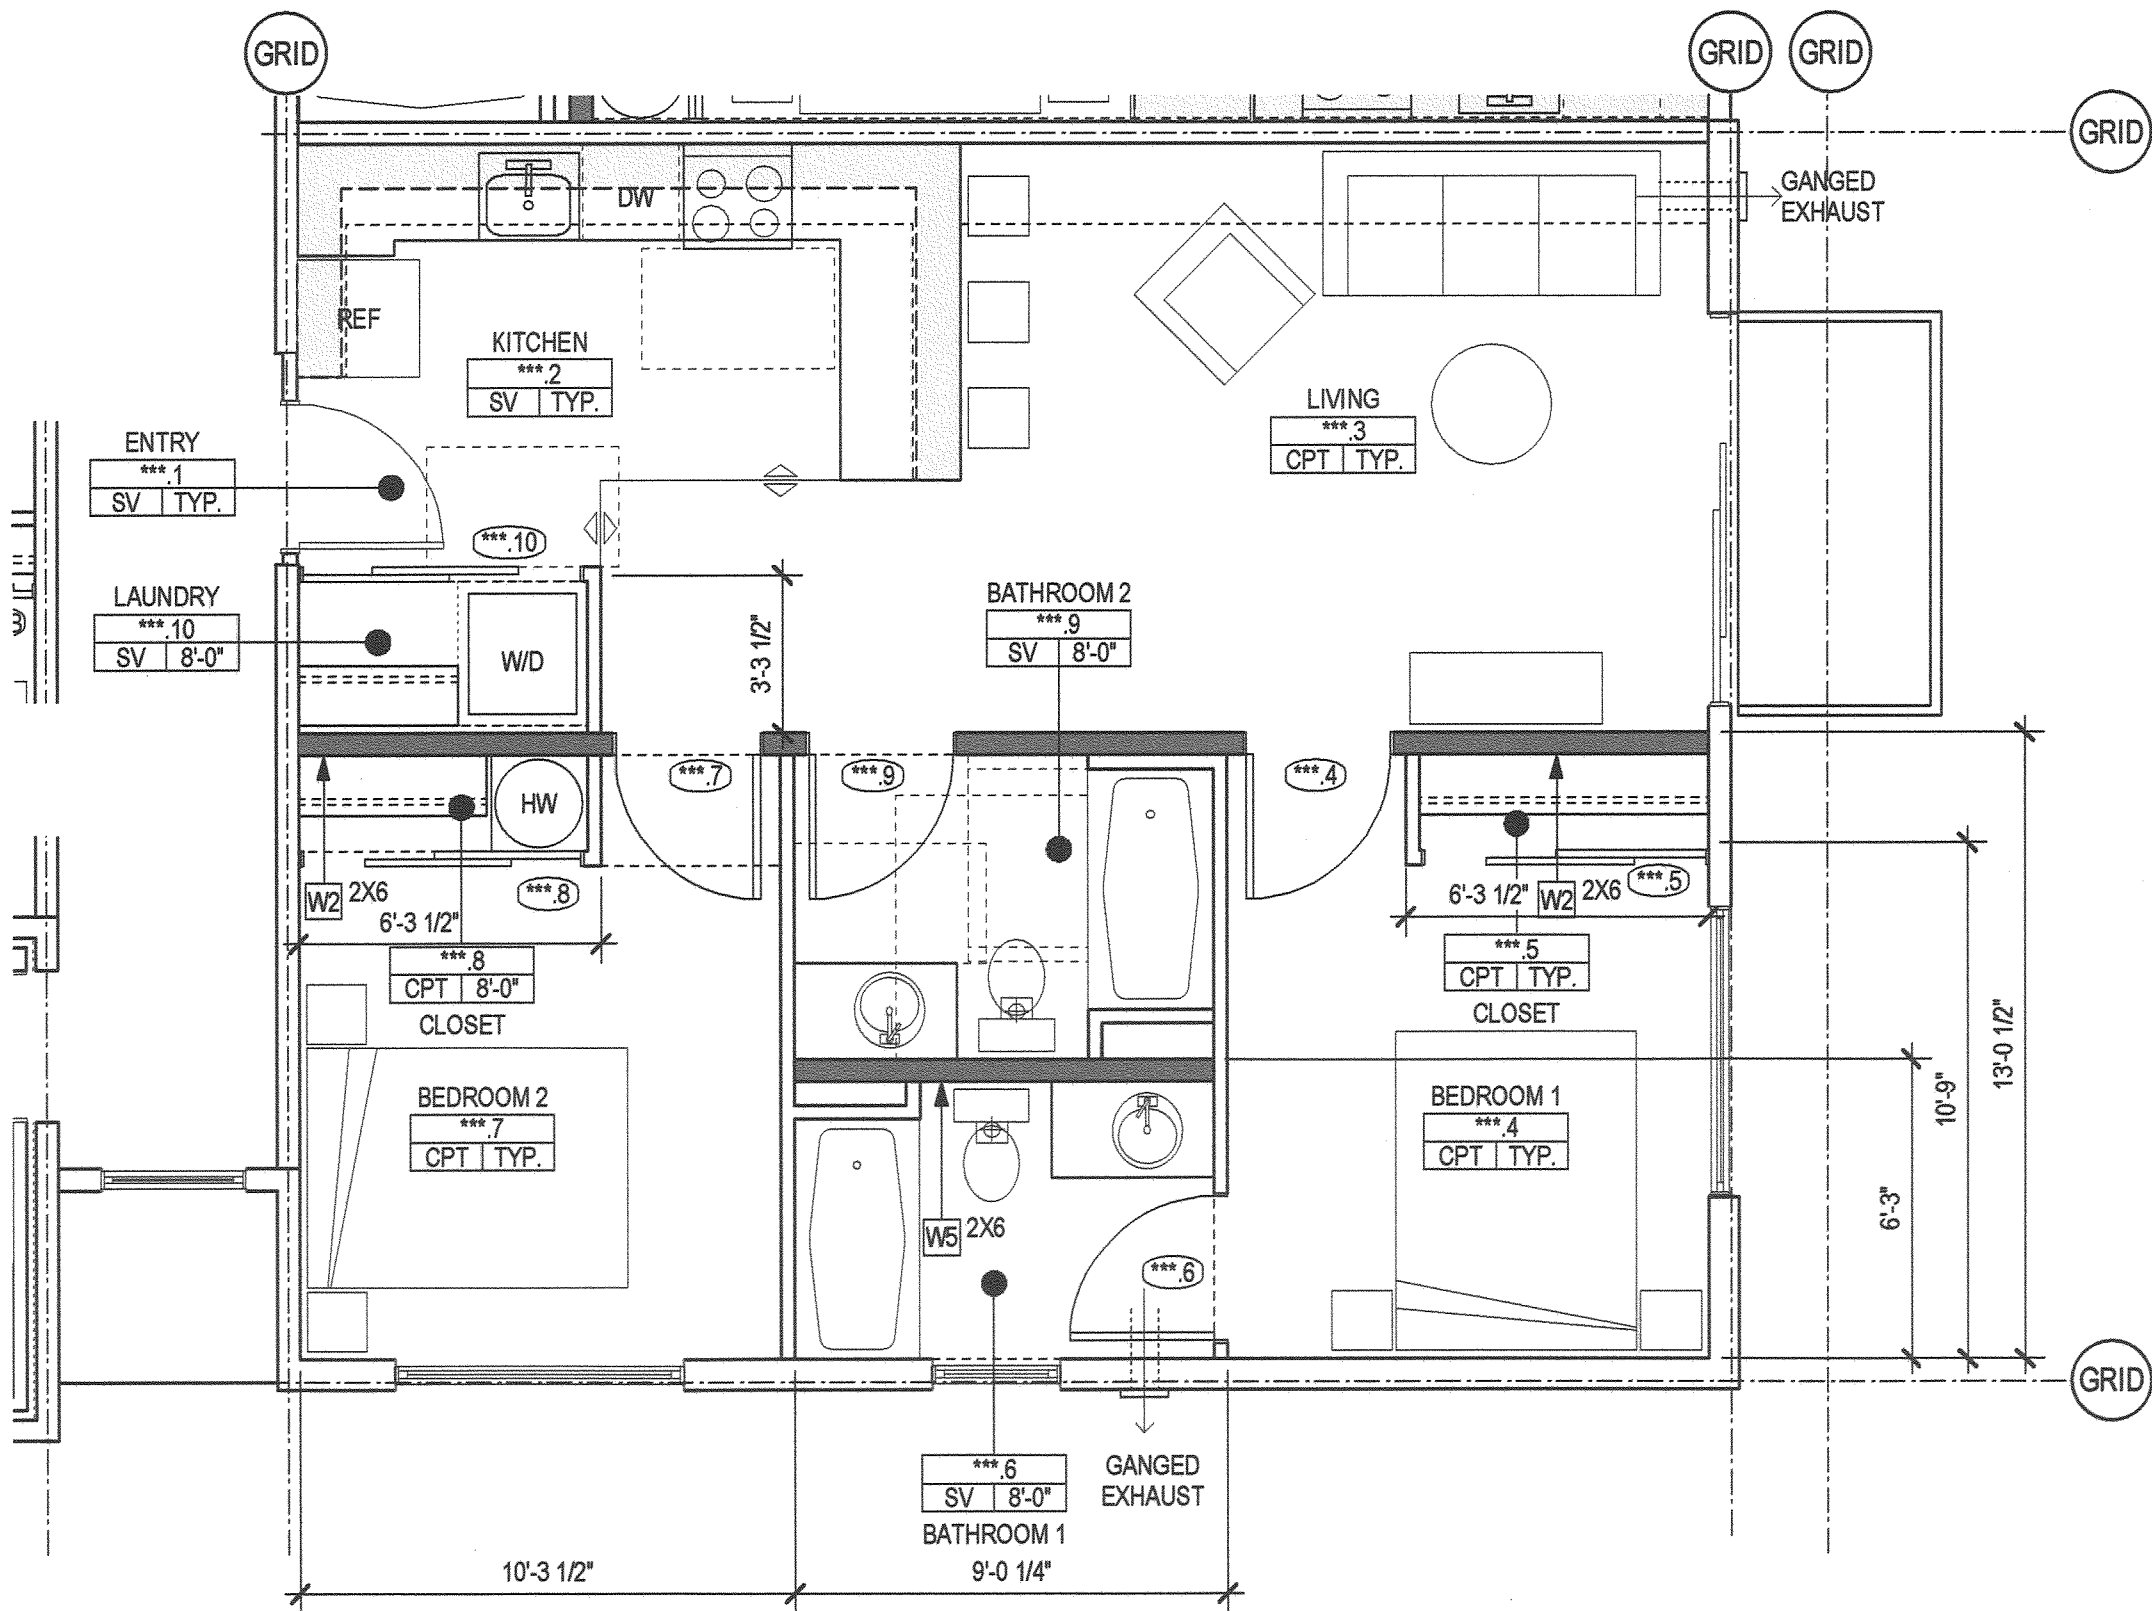 GRID
GRID
GRID
GRID
GANGED
EXHAUST
DW
REF
KITCHEN
***.2
SV TYP.
LIVING
***.3
CPT TYP.
ENTRY
***.1
SV TYP.
***.10
LAUNDRY
***.10
SV 8'-0"
W/D
3'-3 1/2"
BATHROOM 2
***.9
SV 8'-0"
***.7
***.9
***.4
HW
W2 2X6
***.8
6'-3 1/2"
***.8
CPT 8'-0"
CLOSET
6'-3 1/2"
W2 2X6
***.5
***.5
CPT TYP.
CLOSET
BEDROOM 2
***.7
CPT TYP.
BEDROOM 1
***.4
CPT TYP.
13'-0 1/2"
10'-9"
6'-3"
W5 2X6
***.6
GRID
***.6
SV 8'-0"
BATHROOM 1
GANGED
EXHAUST
10'-3 1/2"
9'-0 1/4"